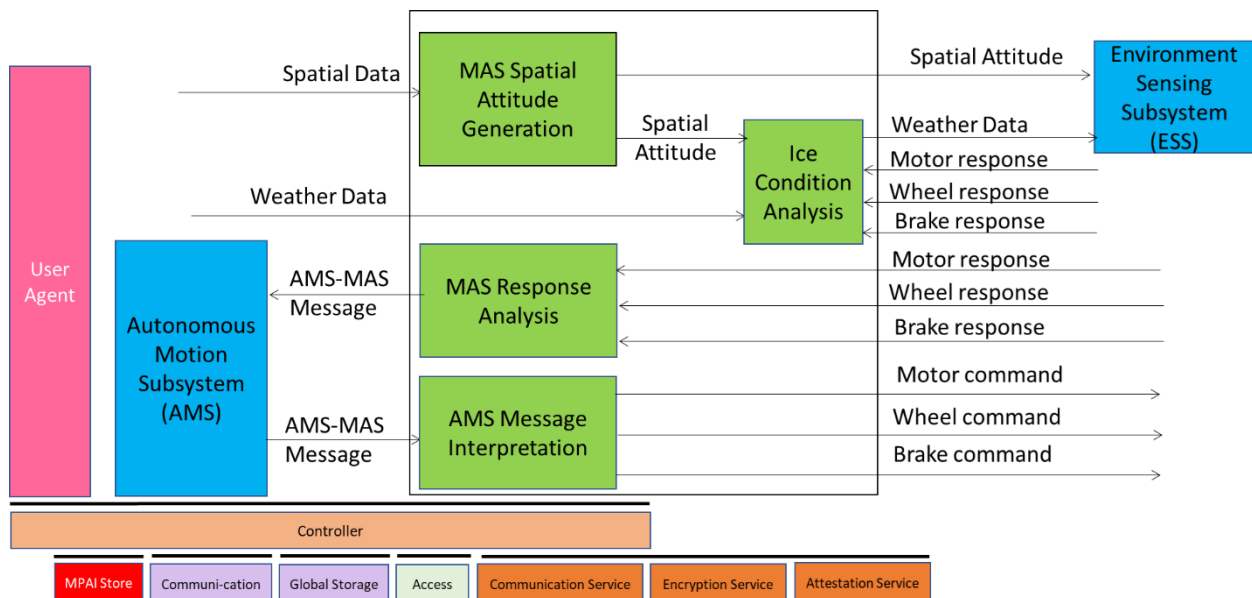 Spatial Data
MAS Spatial
Attitude
Generation
Spatial Attitude
Environment
Sensing
Subsystem
(ESS)
Spatial
Attitude
Ice
Condition
Analysis
Weather Data
Motor response
Wheel response
Brake response
Weather Data
User
Agent
Autonomous
Motion
Subsystem
(AMS)
AMS-MAS
Message
MAS Response
Analysis
Motor response
Wheel response
Brake response
AMS-MAS
Message
AMS Message
Interpretation
Motor command
Wheel command
Brake command
Controller
MPAI Store
Communi-cation
Global Storage
Access
Communication Service
Encryption Service
Attestation Service